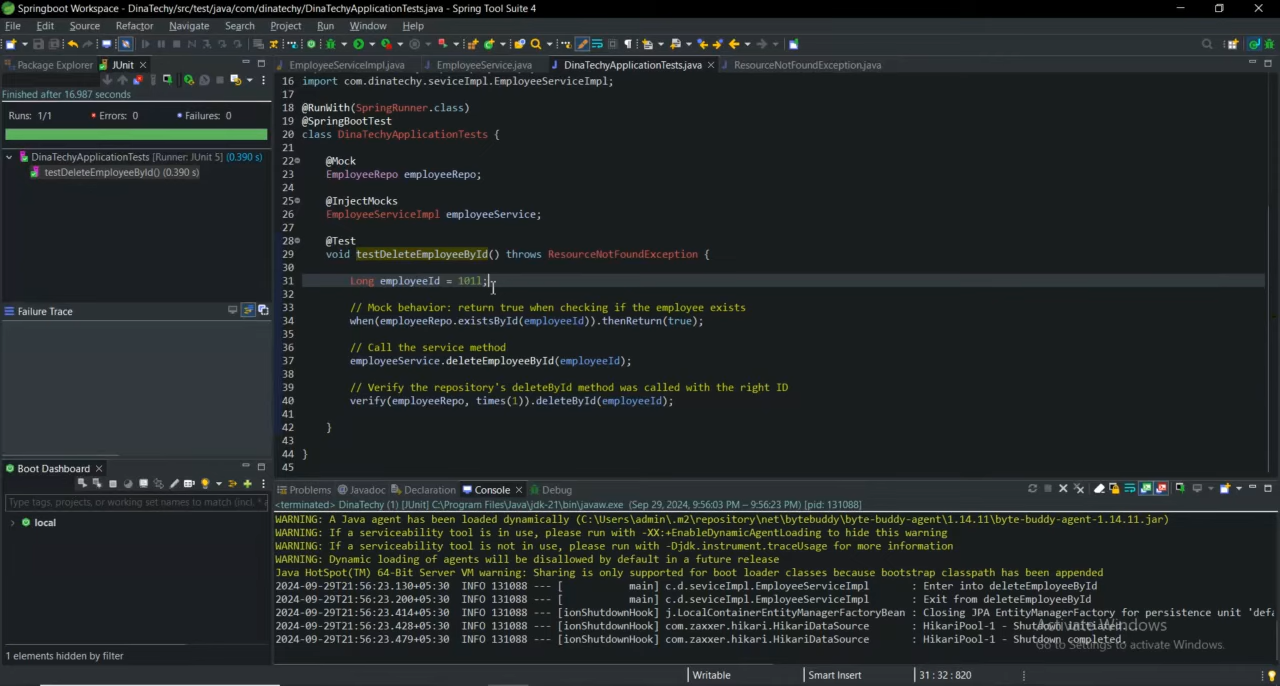 Springboot Workspace - DinaTechy/src/test/java/com/dinatechy/DinaTechyApplicationTests.java - Spring Tool Suite 4
File Edit Source Refactor Navigate Search Project Run Window Help
Package Explorer JUnit
EmployeeServiceImpl.java EmployeeService.java DinaTechyApplicationTests.java ResourceNotFoundException.java
Finished after 16.987 seconds
Runs: 1/1 Errors: 0 Failures: 0
DinaTechyApplicationTests [Runner: JUnit 5] (0.390 s)
testDeleteEmployeeById() (0.390 s)
Failure Trace
Boot Dashboard
Type tags, projects, or working set names to match (incl. *
local
1 elements hidden by filter
16 import com.dinatechy.seviceImpl.EmployeeServiceImpl;
17
18 @RunWith(SpringRunner.class)
19 @SpringBootTest
20 class DinaTechyApplicationTests {
21
22 @Mock
23 EmployeeRepo employeeRepo;
24
25 @InjectMocks
26 EmployeeServiceImpl employeeService;
27
28 @Test
29 void testDeleteEmployeeById() throws ResourceNotFoundException {
30
31 Long employeeId = 101l;
32
33 // Mock behavior: return true when checking if the employee exists
34 when(employeeRepo.existsById(employeeId)).thenReturn(true);
35
36 // Call the service method
37 employeeService.deleteEmployeeById(employeeId);
38
39 // Verify the repository's deleteById method was called with the right ID
40 verify(employeeRepo, times(1)).deleteById(employeeId);
41
42 }
43
44 }
45
Problems Javadoc Declaration Console Debug
<terminated> DinaTechy (1) [JUnit] C:\Program Files\Java\jdk-21\bin\javaw.exe (Sep 29, 2024, 9:56:03 PM – 9:56:23 PM) [pid: 131088]
WARNING: A Java agent has been loaded dynamically (C:\Users\admin\.m2\repository\net\bytebuddy\byte-buddy-agent\1.14.11\byte-buddy-agent-1.14.11.jar)
WARNING: If a serviceability tool is in use, please run with -XX:+EnableDynamicAgentLoading to hide this warning
WARNING: If a serviceability tool is not in use, please run with -Djdk.instrument.traceUsage for more information
WARNING: Dynamic loading of agents will be disallowed by default in a future release
Java HotSpot(TM) 64-Bit Server VM warning: Sharing is only supported for boot loader classes because bootstrap classpath has been appended
2024-09-29T21:56:23.130+05:30 INFO 131088 --- [ main] c.d.seviceImpl.EmployeeServiceImpl : Enter into deleteEmployeeById
2024-09-29T21:56:23.200+05:30 INFO 131088 --- [ main] c.d.seviceImpl.EmployeeServiceImpl : Exit from deleteEmployeeById
2024-09-29T21:56:23.414+05:30 INFO 131088 --- [ionShutdownHook] j.LocalContainerEntityManagerFactoryBean : Closing JPA EntityManagerFactory for persistence unit 'defa
2024-09-29T21:56:23.428+05:30 INFO 131088 --- [ionShutdownHook] com.zaxxer.hikari.HikariDataSource : HikariPool-1 - Shutdown initiated...
2024-09-29T21:56:23.479+05:30 INFO 131088 --- [ionShutdownHook] com.zaxxer.hikari.HikariDataSource : HikariPool-1 - Shutdown completed.
Activate Windows
Go to Settings to activate Windows.
Writable Smart Insert 31 : 32 : 820